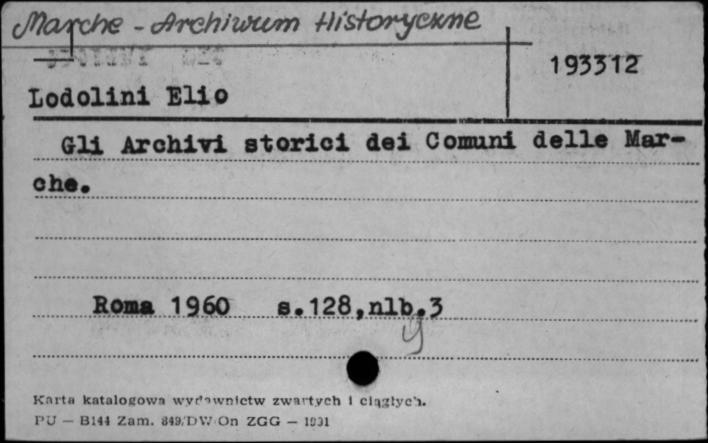 Marche - Archiwum Historyczne
193312
Lodolini Elio
Gli Archivi storici dei Comuni delle Mar-
che.
Roma 1960 s.128,nlb.3
y
Karta katalogowa wydawnictw zwartych i ciągłych.
PU — B144 Zam. 849/DW/On ZGG —